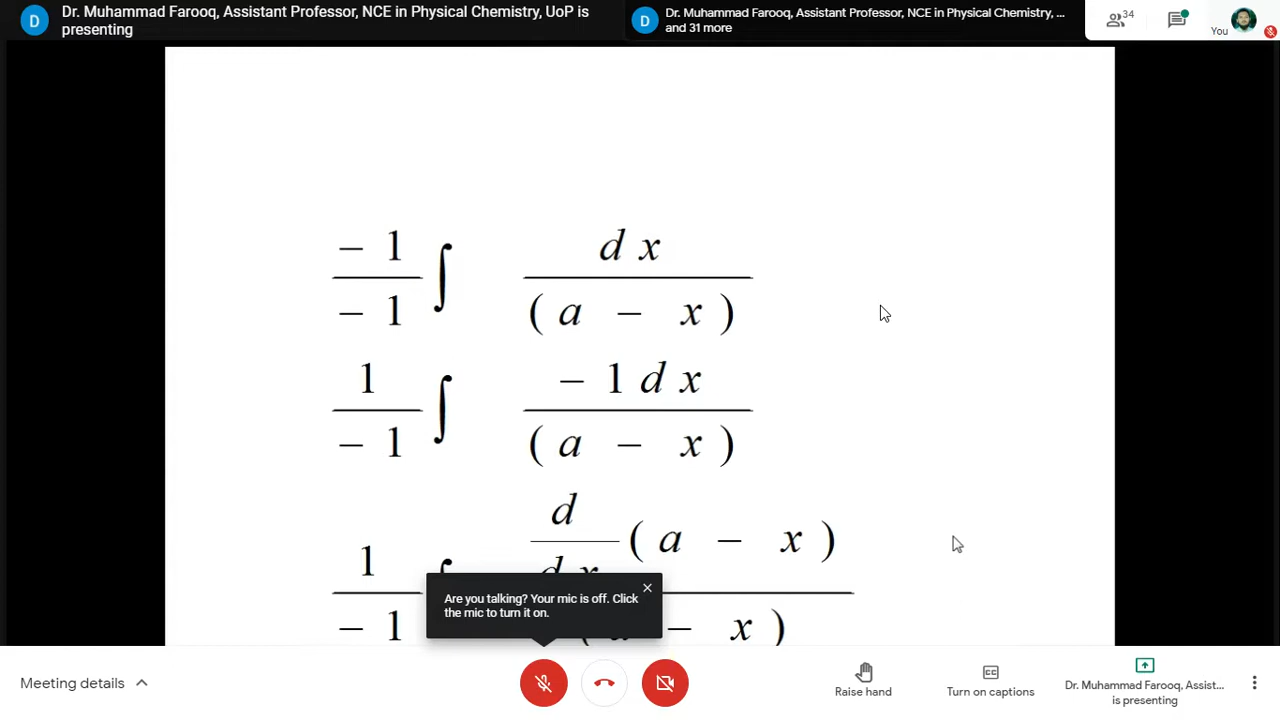 Dr. Muhammad Farooq, Assistant Professor, NCE in Physical Chemistry, UoP is
presenting
D
Dr. Muhammad Farooq, Assistant Professor, NCE in Physical Chemistry, ...
and 31 more
D
34
You
− 1
− 1
∫
d x
( a − x )
1
− 1
∫
− 1 d x
( a − x )
1
− 1
∫
d
d x
( a − x )
( a − x )
Are you talking? Your mic is off. Click
the mic to turn it on.
Meeting details
Raise hand
CC
Turn on captions
Dr. Muhammad Farooq, Assist...
is presenting